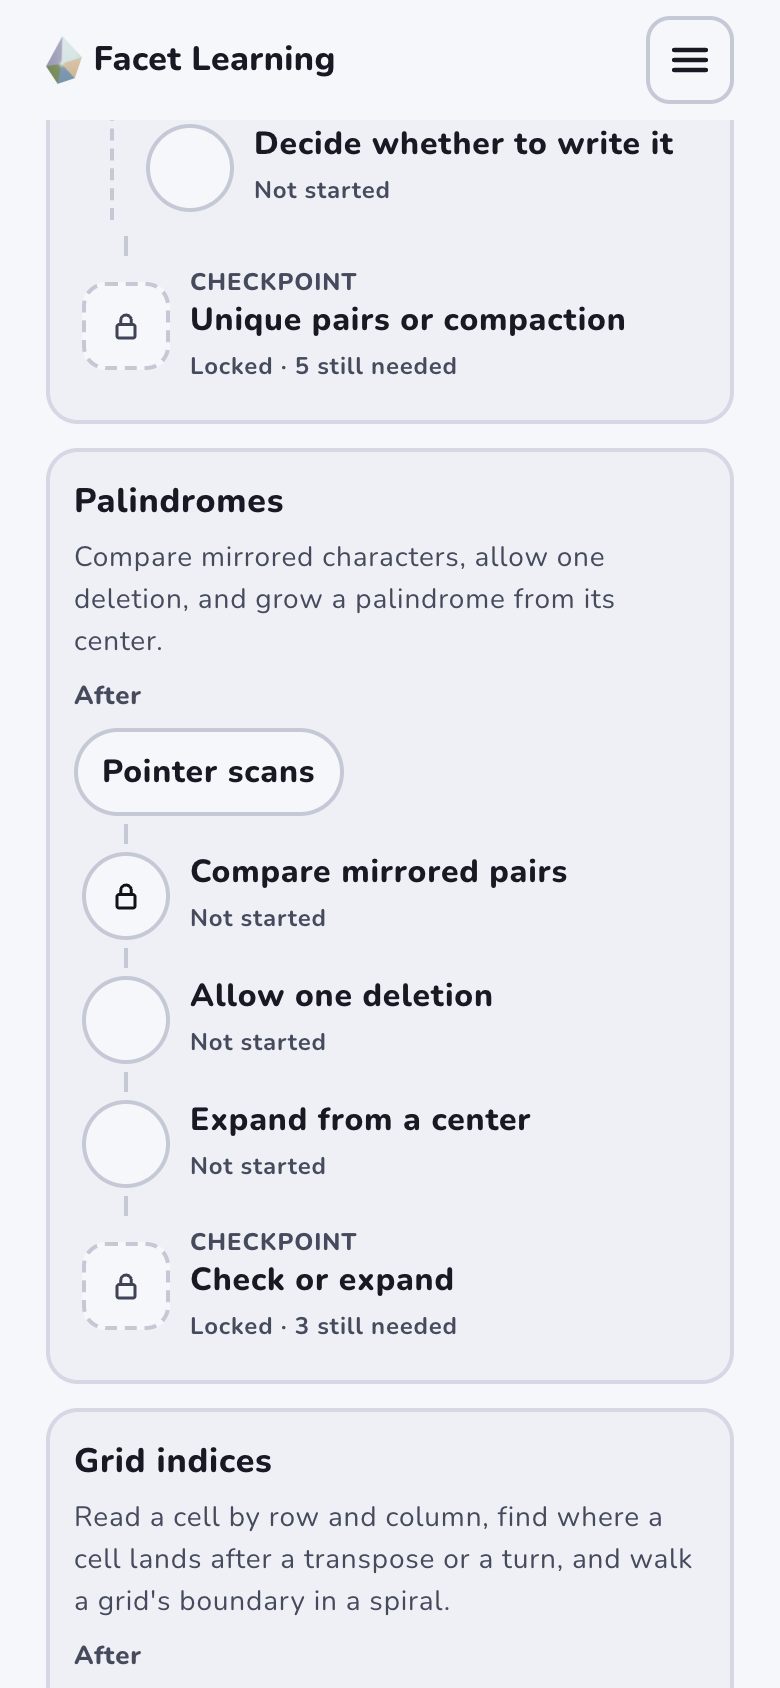 Facet Learning
Decide whether to write it
Not started
CHECKPOINT
Unique pairs or compaction
Locked · 5 still needed
Palindromes
Compare mirrored characters, allow one
deletion, and grow a palindrome from its
center.
After
Pointer scans
Compare mirrored pairs
Not started
Allow one deletion
Not started
Expand from a center
Not started
CHECKPOINT
Check or expand
Locked · 3 still needed
Grid indices
Read a cell by row and column, find where a
cell lands after a transpose or a turn, and walk
a grid's boundary in a spiral.
After